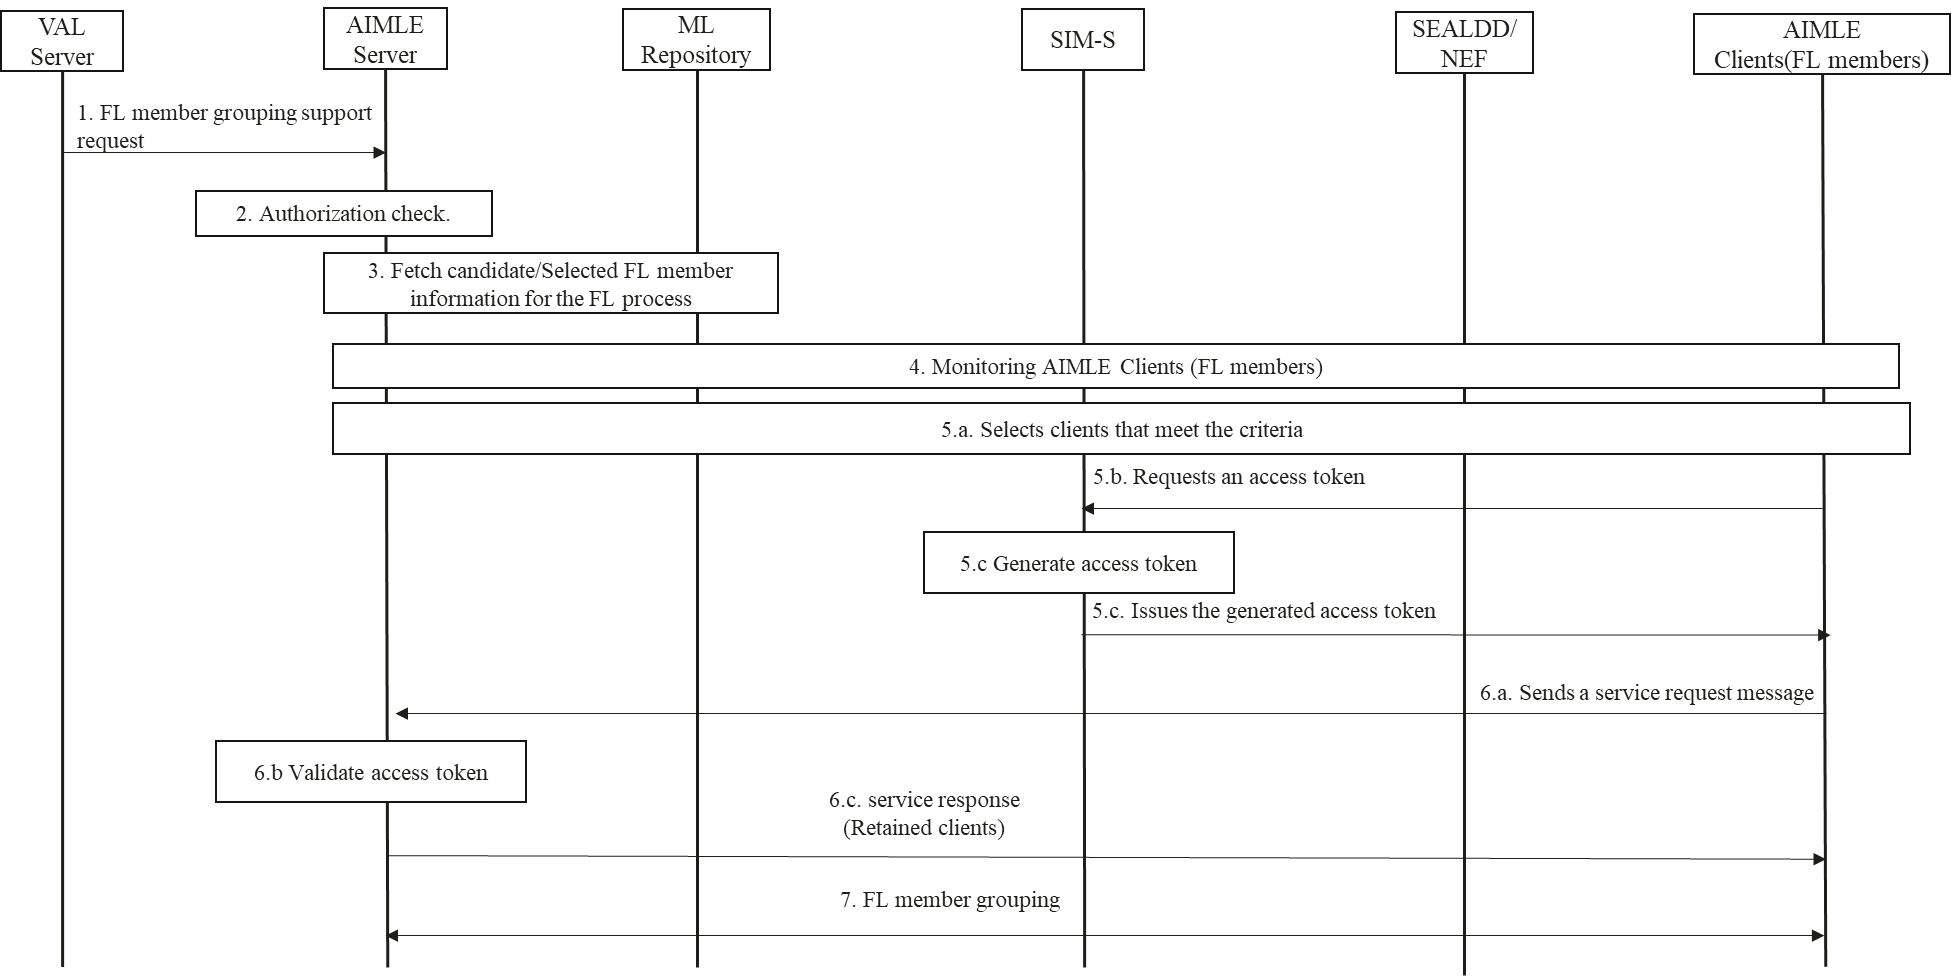 VAL
Server
AIMLE
Server
ML
Repository
SIM-S
SEALDD/
NEF
AIMLE
Clients(FL members)
1. FL member grouping support
request
2. Authorization check.
3. Fetch candidate/Selected FL member
information for the FL process
4. Monitoring AIMLE Clients (FL members)
5.a. Selects clients that meet the criteria
5.b. Requests an access token
5.c Generate access token
5.c. Issues the generated access token
6.a. Sends a service request message
6.b Validate access token
6.c. service response
(Retained clients)
7. FL member grouping